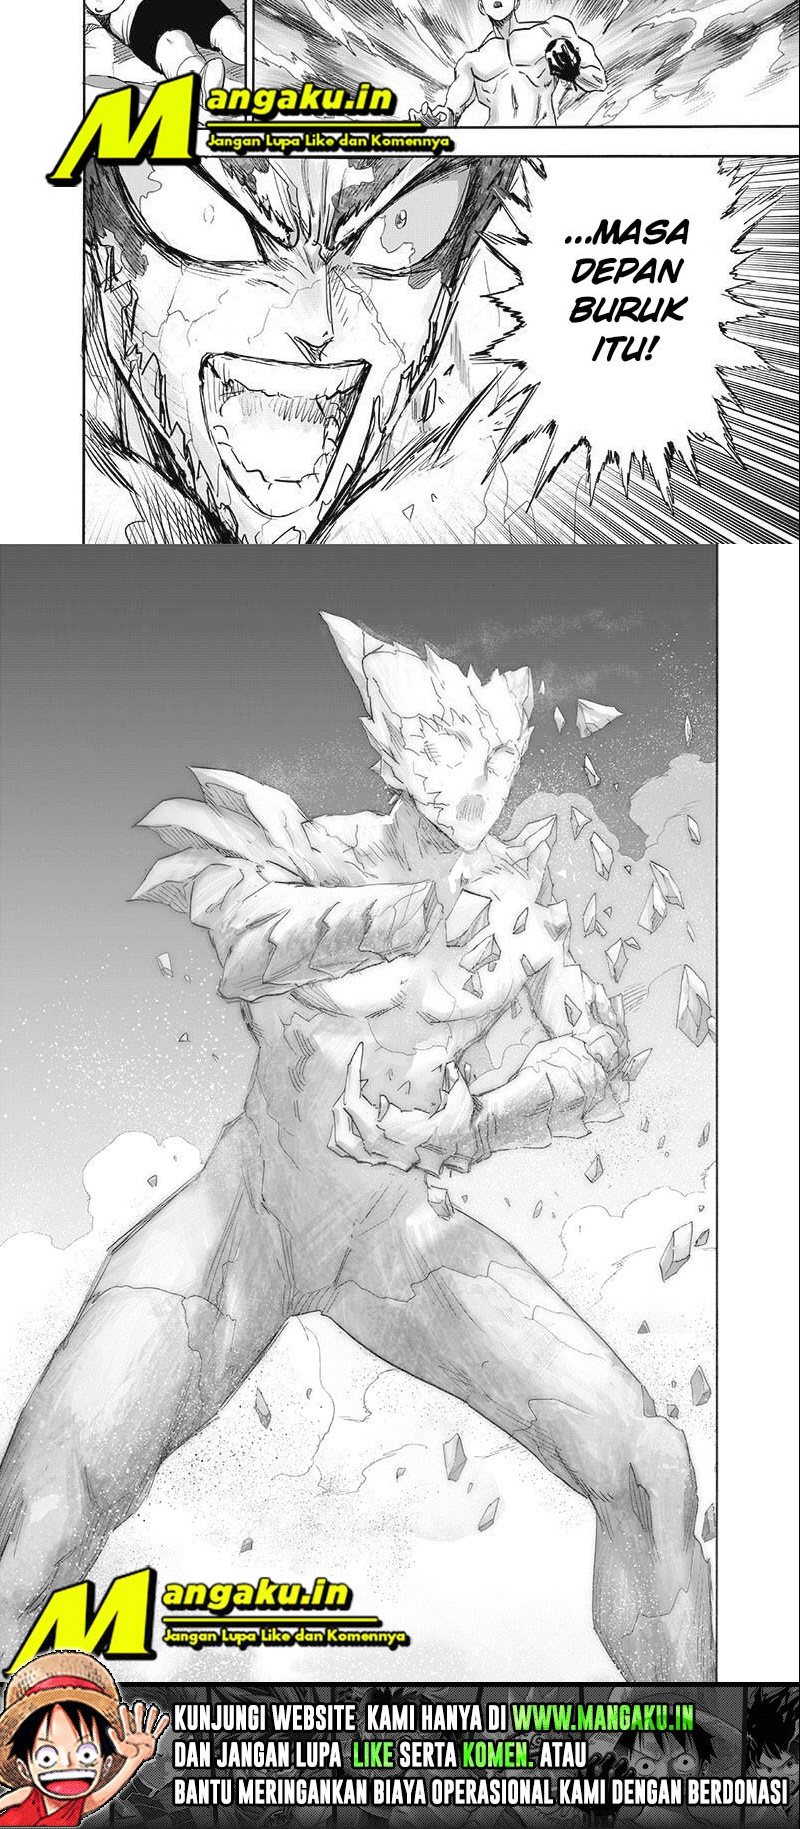 Mangaku.in
Jangan Lupa Like dan Komennya
...MASA
DEPAN
BURUK
ITU!
Mangaku.in
Jangan Lupa Like dan Komennya
KUNJUNGI WEBSITE KAMI HANYA DI WWW.MANGAKU.IN
DAN JANGAN LUPA LIKE SERTA KOMEN. ATAU
BANTU MERINGANKAN BIAYA OPERASIONAL KAMI DENGAN BERDONASI